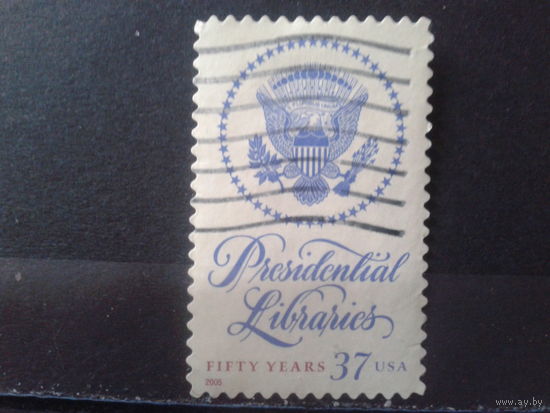 Presidential
Libraries
FIFTY YEARS 37 USA
2005
www.ay.by